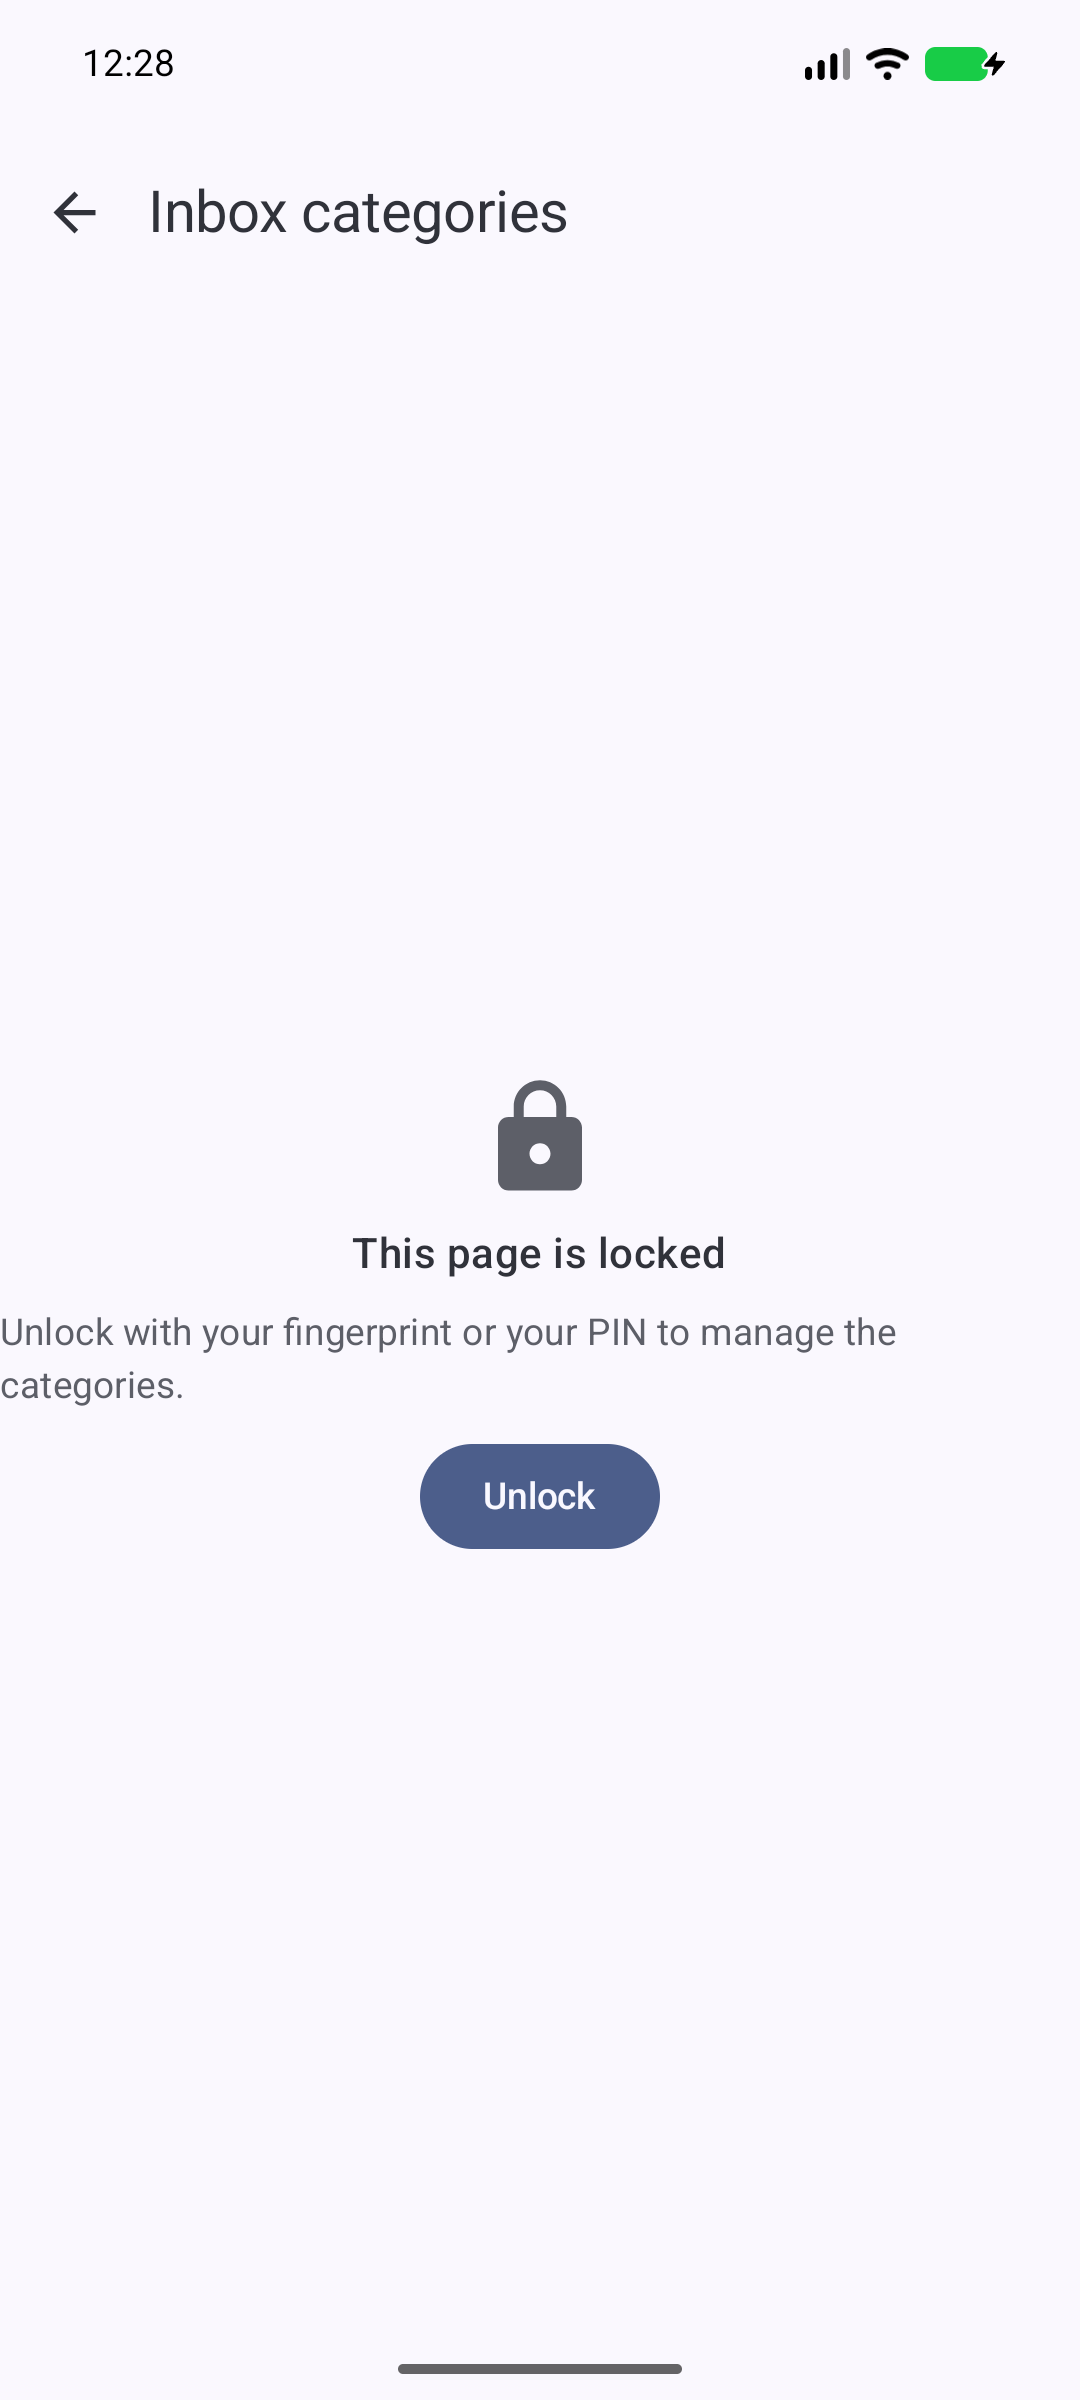 12:28
Inbox categories
This page is locked
Unlock with your fingerprint or your PIN to manage the
categories.
Unlock